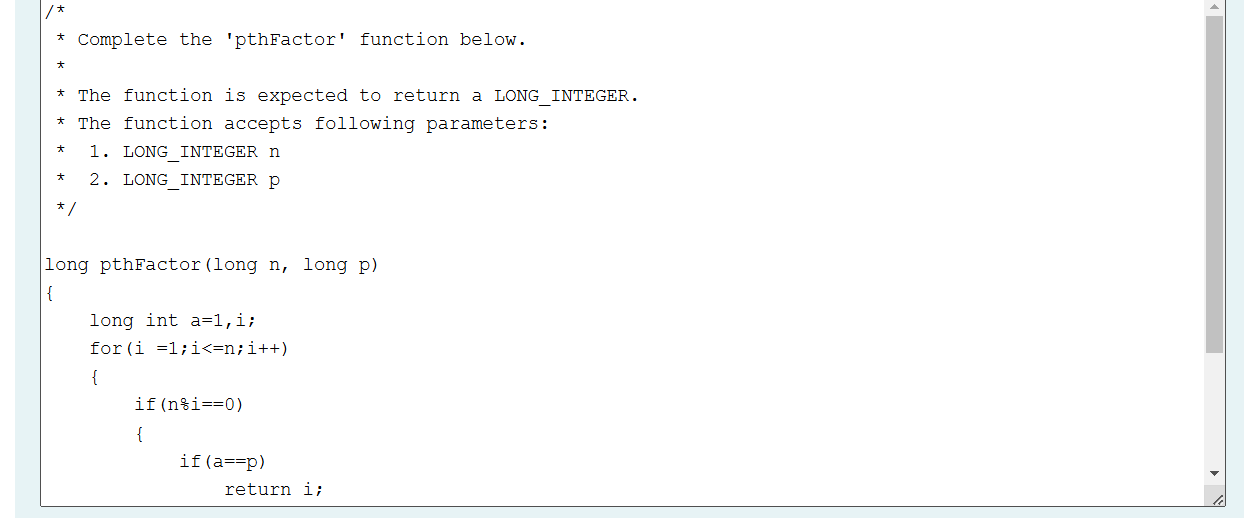 /*
 * Complete the 'pthFactor' function below.
 *
 * The function is expected to return a LONG_INTEGER.
 * The function accepts following parameters:
 *  1. LONG_INTEGER n
 *  2. LONG_INTEGER p
 */

long pthFactor(long n, long p)
{
    long int a=1,i;
    for(i =1;i<=n;i++)
    {
        if(n%i==0)
        {
            if(a==p)
                return i;